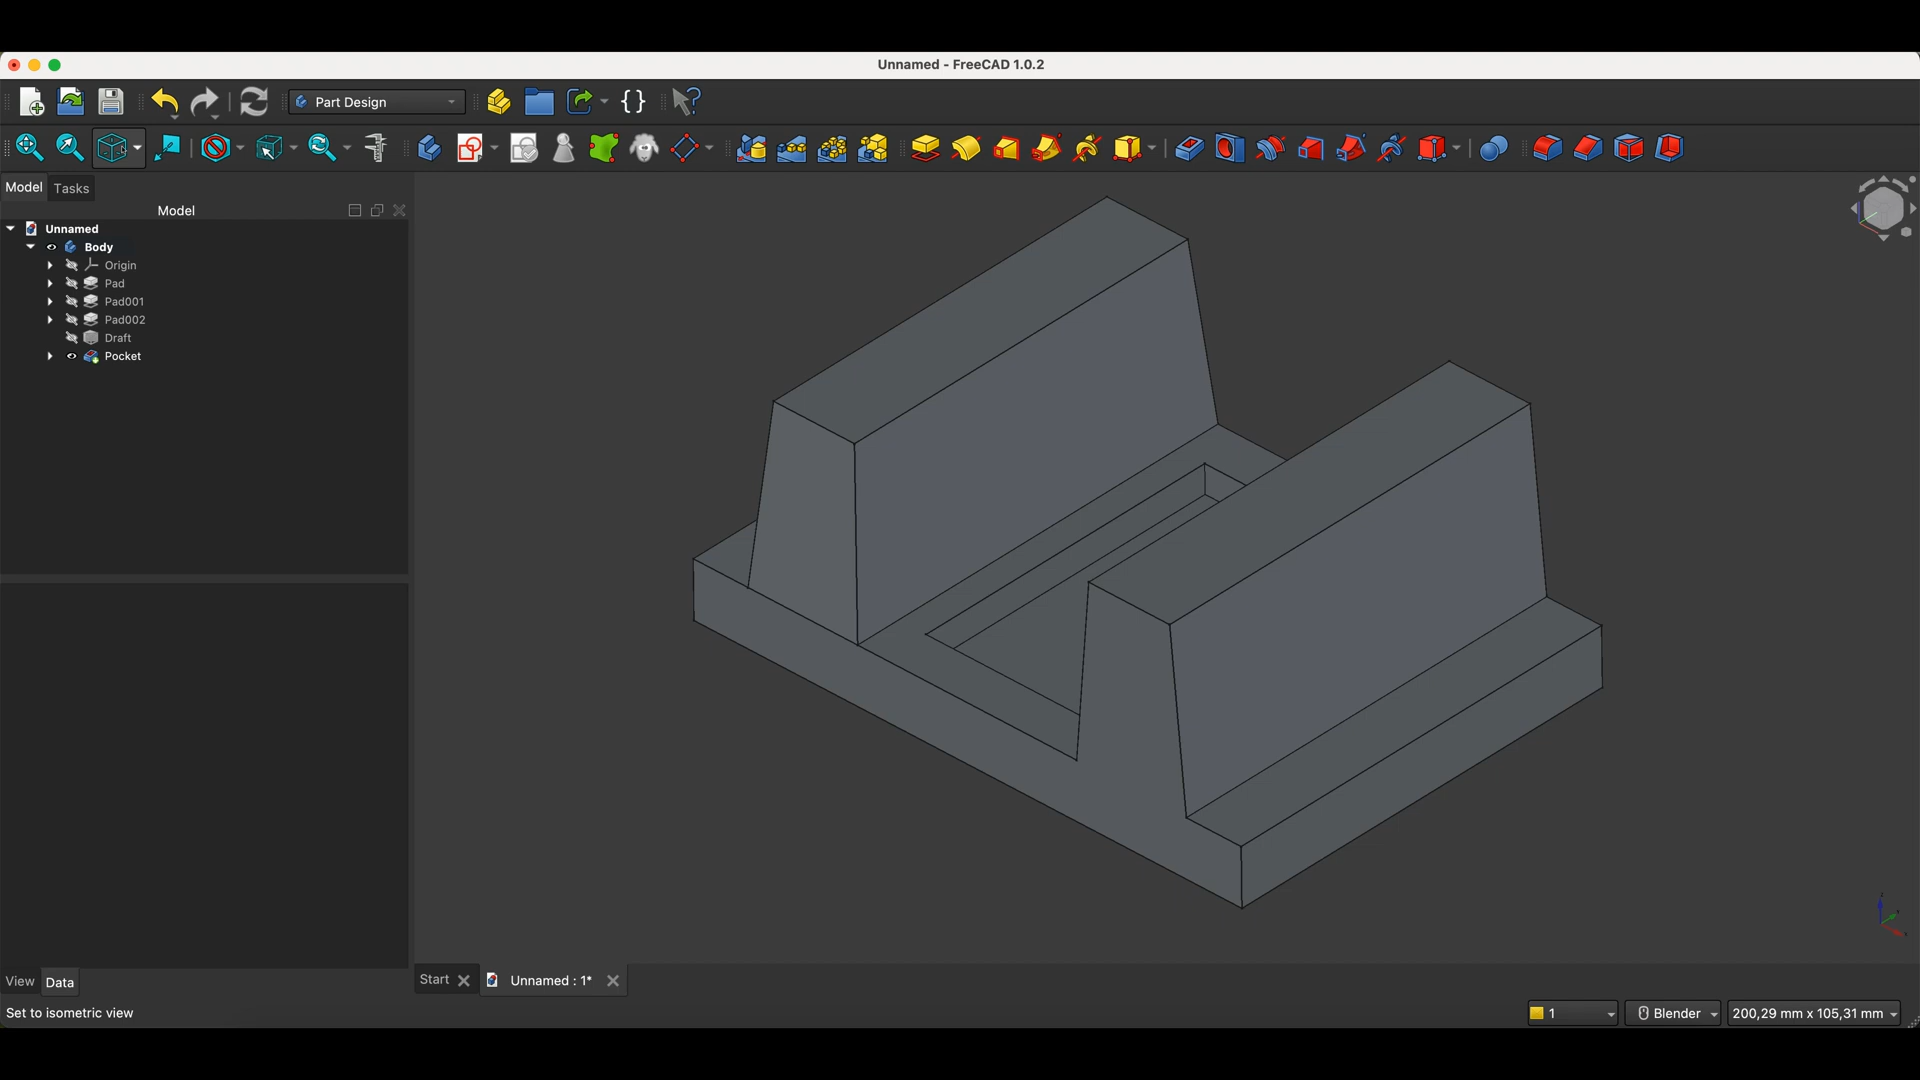 Unnamed - FreeCAD 1.0.2
Part Design
Model
Tasks
Model
Unnamed
Body
Origin
Pad
Pad001
Pad002
Draft
Pocket
View
Data
Start
Unnamed : 1*
Set to isometric view
1
Blender
200,29 mm x 105,31 mm